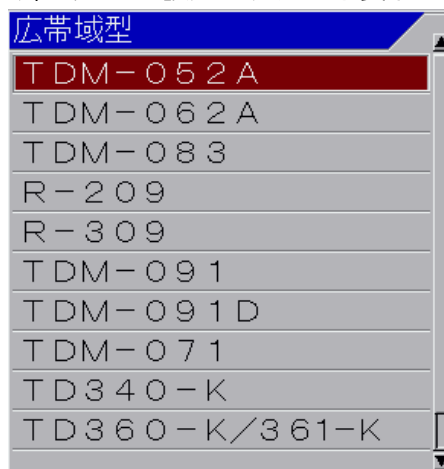 広帯域型
TDM-052A
TDM-062A
TDM-083
R-209
R-309
TDM-091
TDM-091D
TDM-071
TD340-K
TD360-K/361-K